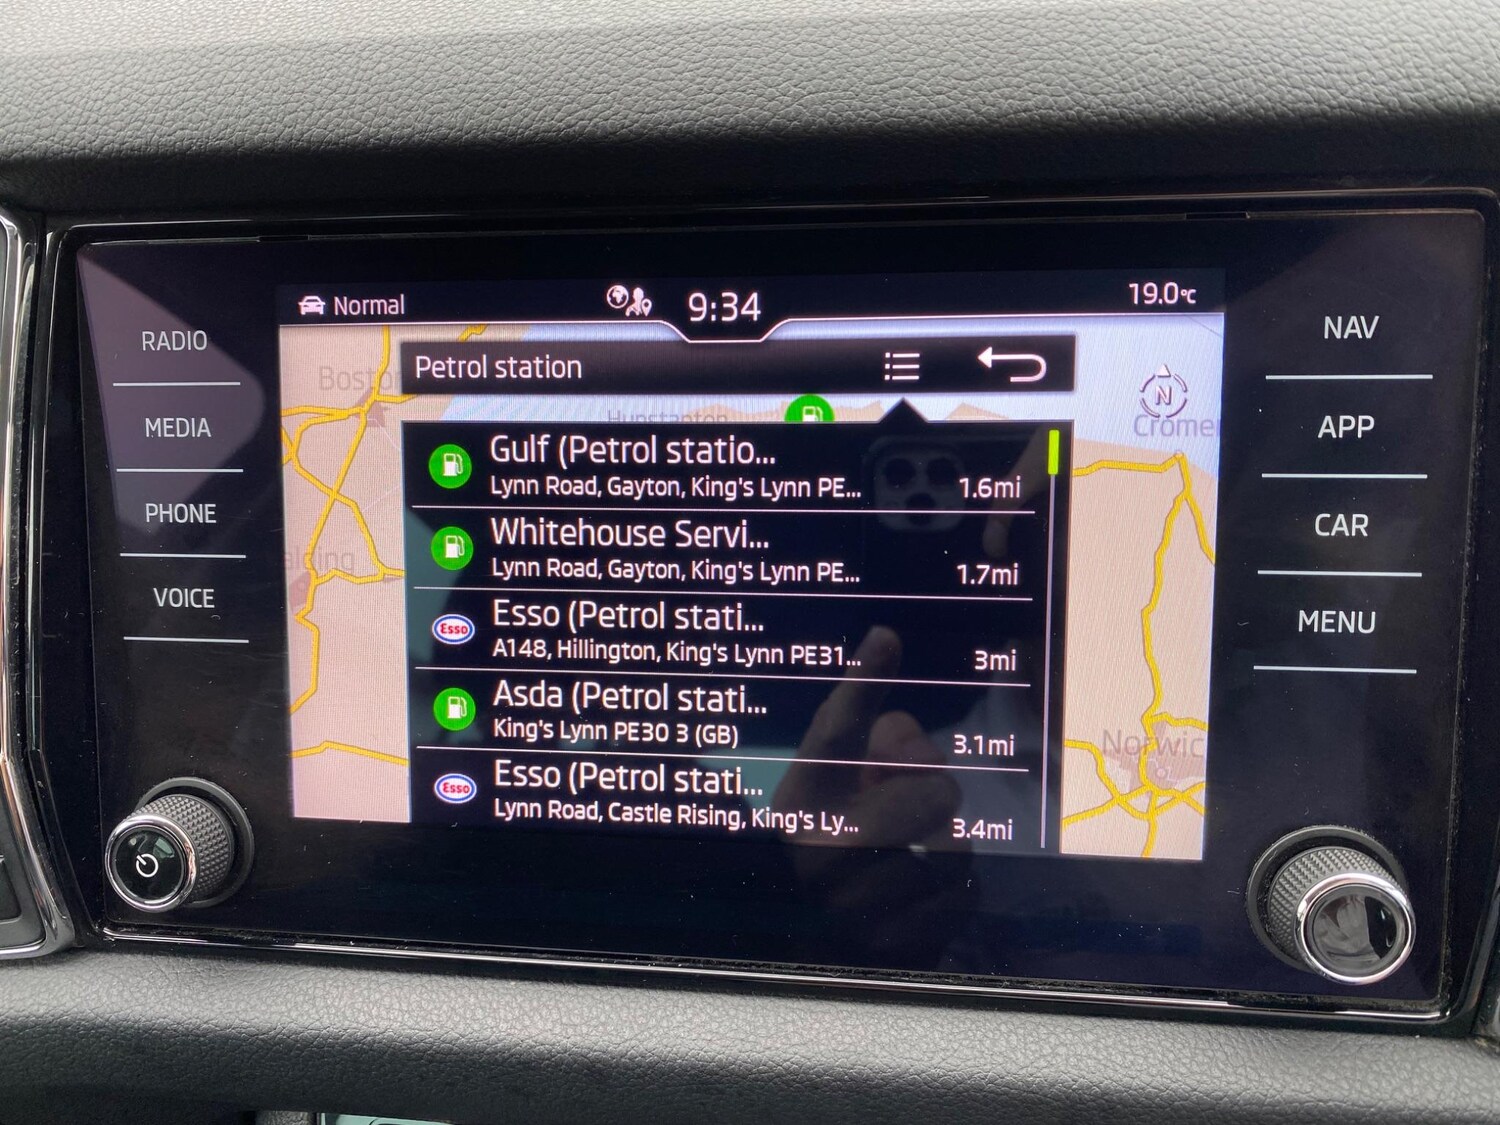 Normal
9:34
19.0°C
RADIO
MEDIA
PHONE
VOICE
NAV
APP
CAR
MENU
Petrol station
N
Boston
Hunstanton
Cromer
alding
Norwic
Gulf (Petrol statio...
Lynn Road, Gayton, King's Lynn PE...
1.6mi
Whitehouse Servi...
Lynn Road, Gayton, King's Lynn PE...
1.7mi
Esso
Esso (Petrol stati...
A148, Hillington, King's Lynn PE31...
3mi
Asda (Petrol stati...
King's Lynn PE30 3 (GB)
3.1mi
Esso
Esso (Petrol stati...
Lynn Road, Castle Rising, King's Ly...
3.4mi